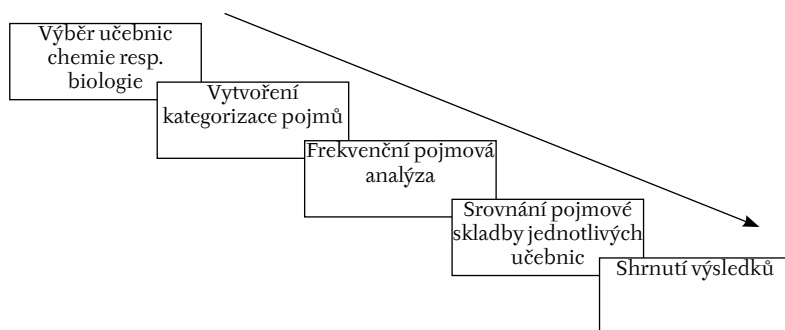 Výběr učebnic
chemie resp.
biologie
Vytvoření
kategorizace pojmů
Frekvenční pojmová
analýza
Srovnání pojmové
skladby jednotlivých
učebnic
Shrnutí výsledků